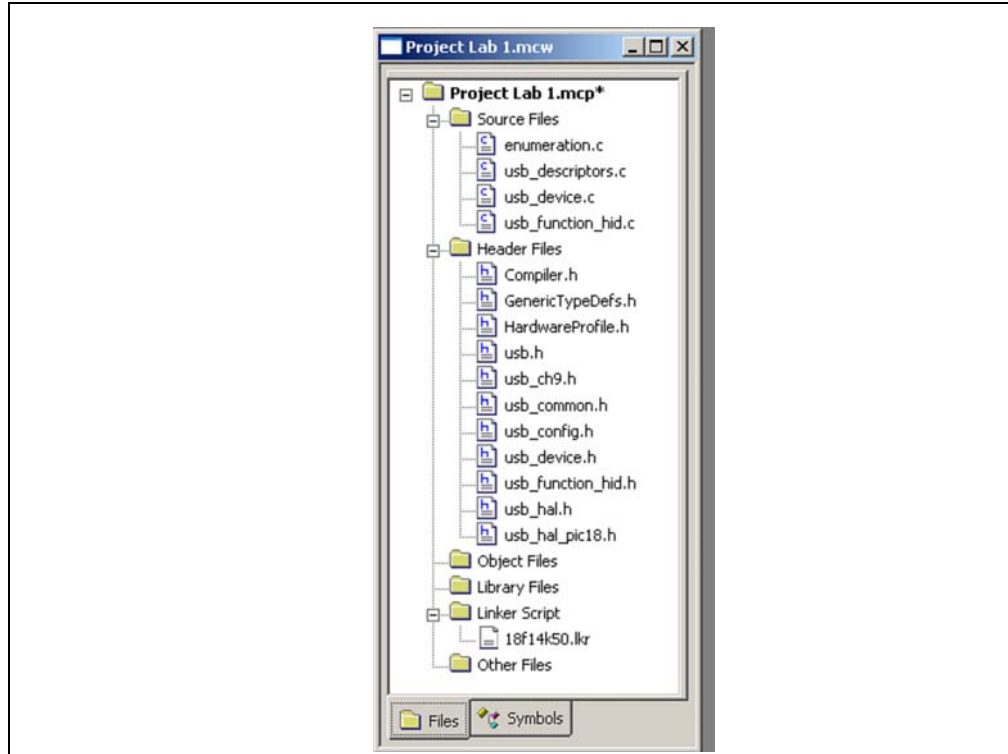 Project Lab 1.mcw
Project Lab 1.mcp*
Source Files
enumeration.c
usb_descriptors.c
usb_device.c
usb_function_hid.c
Header Files
Compiler.h
GenericTypeDefs.h
HardwareProfile.h
usb.h
usb_ch9.h
usb_common.h
usb_config.h
usb_device.h
usb_function_hid.h
usb_hal.h
usb_hal_pic18.h
Object Files
Library Files
Linker Script
18f14k50.lkr
Other Files
Files Symbols